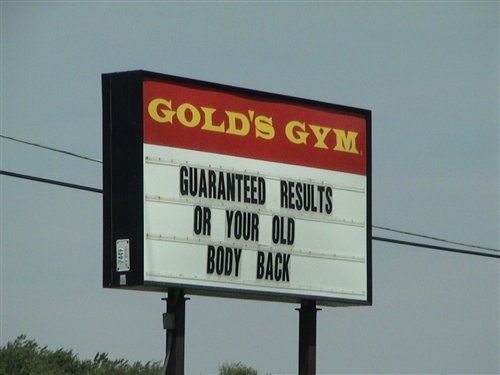 GOLD'S GYM
GUARANTEED RESULTS
OR YOUR OLD
BODY BACK